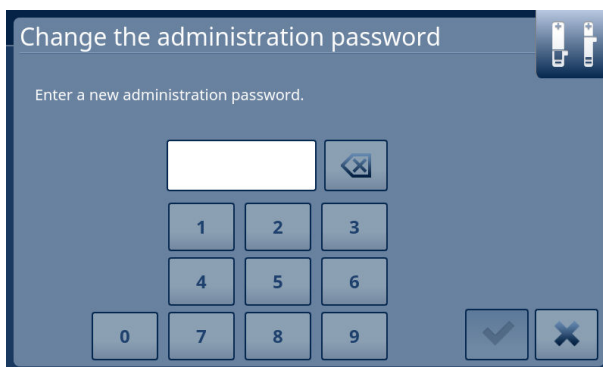 Change the administration password
Enter a new administration password.
1 2 3
4 5 6
0 7 8 9